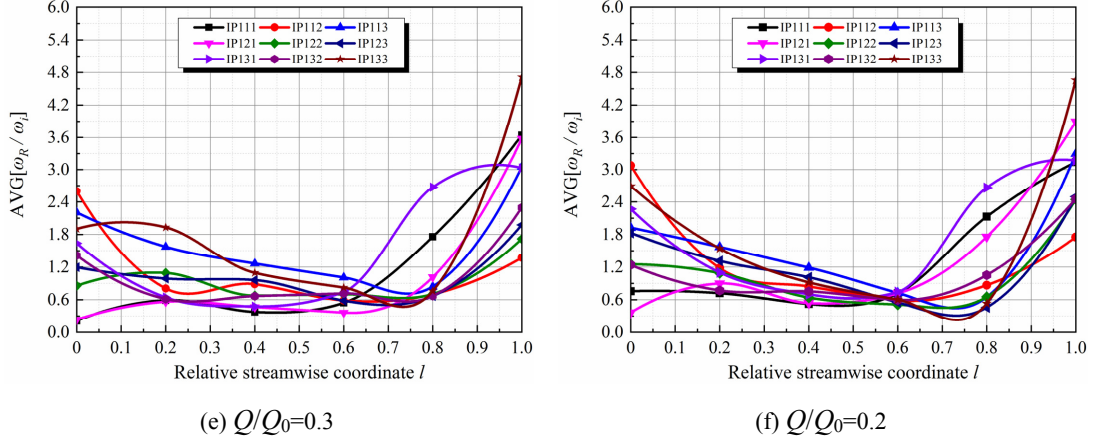 6.0
5.4
4.8
4.2
3.6
3.0
2.4
1.8
1.2
0.6
0.0
AVG[ω_R / ω_i]
IP111 IP112 IP113
IP121 IP122 IP123
IP131 IP132 IP133
0 0.1 0.2 0.3 0.4 0.5 0.6 0.7 0.8 0.9 1.0
Relative streamwise coordinate l
(e) Q/Q₀=0.3
6.0
5.4
4.8
4.2
3.6
3.0
2.4
1.8
1.2
0.6
0.0
AVG[ω_R / ω_i]
IP111 IP112 IP113
IP121 IP122 IP123
IP131 IP132 IP133
0 0.1 0.2 0.3 0.4 0.5 0.6 0.7 0.8 0.9 1.0
Relative streamwise coordinate l
(f) Q/Q₀=0.2